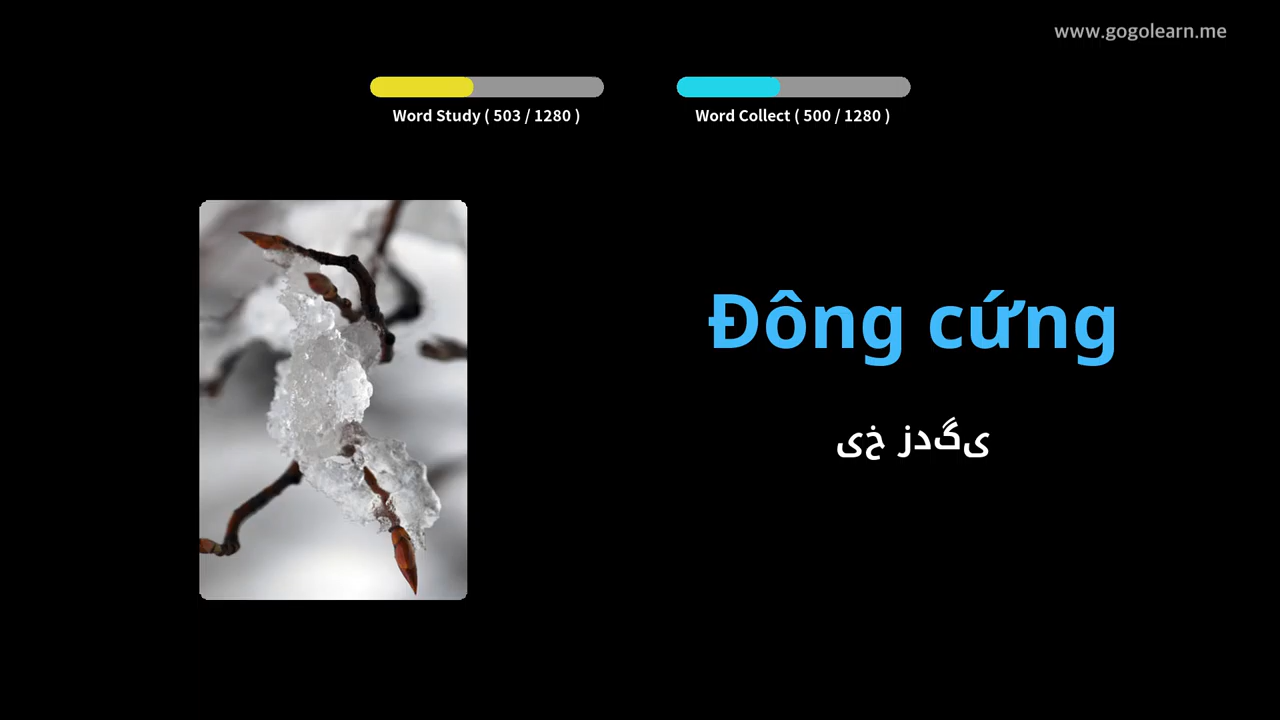 www.gogolearn.me
Word Study ( 503 / 1280 )
Word Collect ( 500 / 1280 )
Đông cứng
یخ زدگی